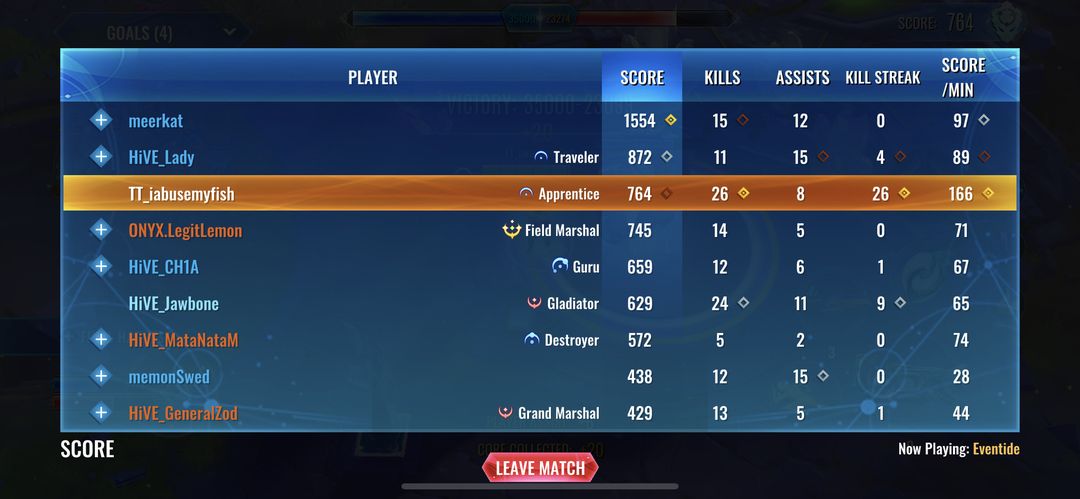 GOALS (4)
35000 - 23274
SCORE: 764
PLAYER SCORE KILLS ASSISTS KILL STREAK SCORE /MIN
meerkat 1554 15 12 0 97
HiVE_Lady Traveler 872 11 15 4 89
TT_iabusemyfish Apprentice 764 26 8 26 166
ONYX.LegitLemon Field Marshal 745 14 5 0 71
HiVE_CH1A Guru 659 12 6 1 67
HiVE_Jawbone Gladiator 629 24 11 9 65
HiVE_MataNataM Destroyer 572 5 2 0 74
memonSwed 438 12 15 0 28
HiVE_GeneralZod Grand Marshal 429 13 5 1 44
SCORE
Now Playing: Eventide
LEAVE MATCH